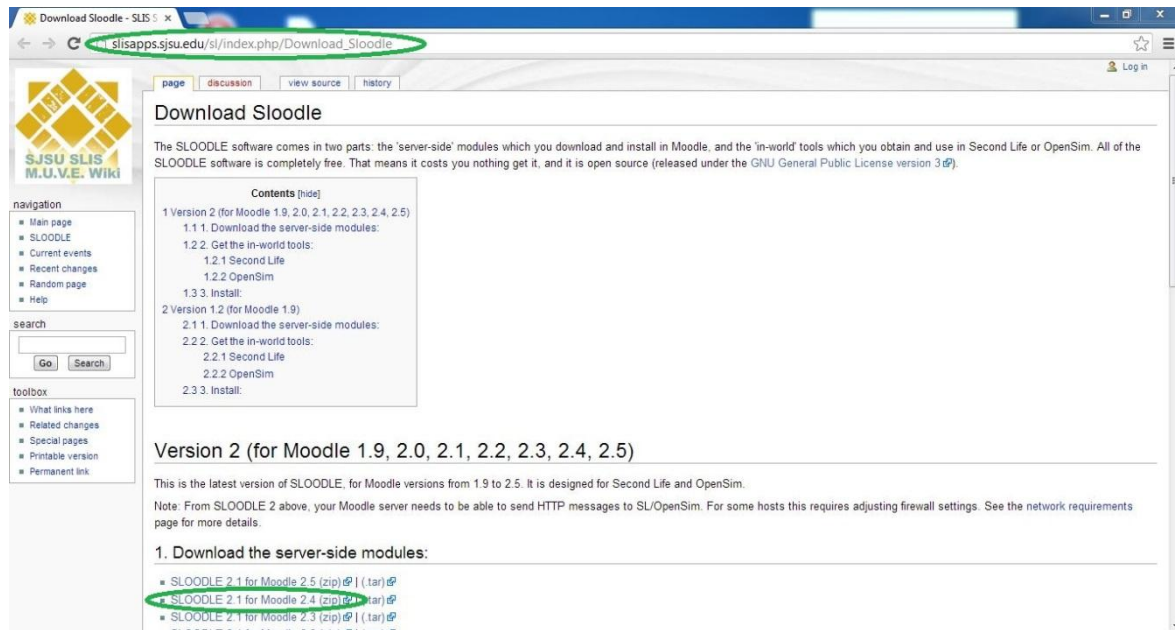 Download Sloodle - SLIS S
slisapps.sjsu.edu/sl/index.php/Download_Sloodle
Log in
page discussion view source history
SJSU SLIS
M.U.V.E. Wiki
navigation
Main page
SLOODLE
Current events
Recent changes
Random page
Help
search
Go Search
toolbox
What links here
Related changes
Special pages
Printable version
Permanent link
Download Sloodle
The SLOODLE software comes in two parts: the 'server-side' modules which you download and install in Moodle, and the 'in-world' tools which you obtain and use in Second Life or OpenSim. All of the
SLOODLE software is completely free. That means it costs you nothing get it, and it is open source (released under the GNU General Public License version 3).
Contents [hide]
1 Version 2 (for Moodle 1.9, 2.0, 2.1, 2.2, 2.3, 2.4, 2.5)
1.1 1. Download the server-side modules:
1.2 2. Get the in-world tools:
1.2.1 Second Life
1.2.2 OpenSim
1.3 3. Install:
2 Version 1.2 (for Moodle 1.9)
2.1 1. Download the server-side modules:
2.2 2. Get the in-world tools:
2.2.1 Second Life
2.2.2 OpenSim
2.3 3. Install:
Version 2 (for Moodle 1.9, 2.0, 2.1, 2.2, 2.3, 2.4, 2.5)
This is the latest version of SLOODLE, for Moodle versions from 1.9 to 2.5. It is designed for Second Life and OpenSim.
Note: From SLOODLE 2 above, your Moodle server needs to be able to send HTTP messages to SL/OpenSim. For some hosts this requires adjusting firewall settings. See the network requirements
page for more details.
1. Download the server-side modules:
SLOODLE 2.1 for Moodle 2.5 (zip) | (.tar)
SLOODLE 2.1 for Moodle 2.4 (zip) | (.tar)
SLOODLE 2.1 for Moodle 2.3 (zip) | (.tar)